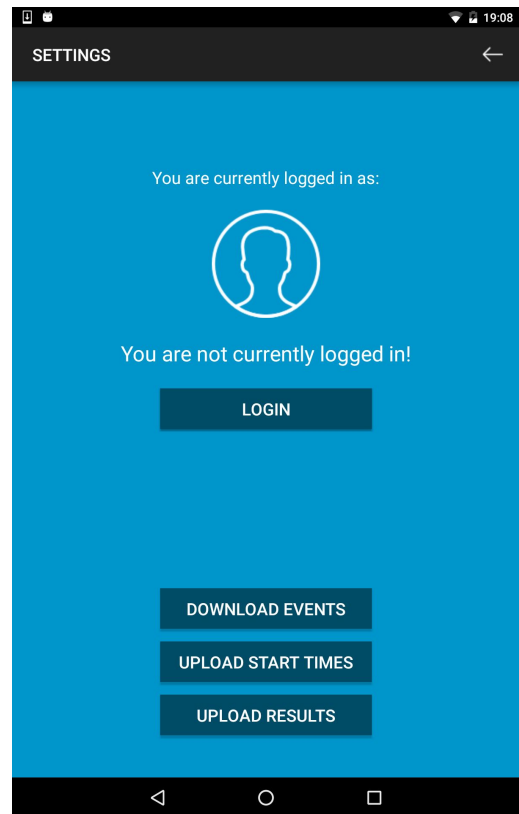 19:08
SETTINGS
You are currently logged in as:
You are not currently logged in!
LOGIN
DOWNLOAD EVENTS
UPLOAD START TIMES
UPLOAD RESULTS